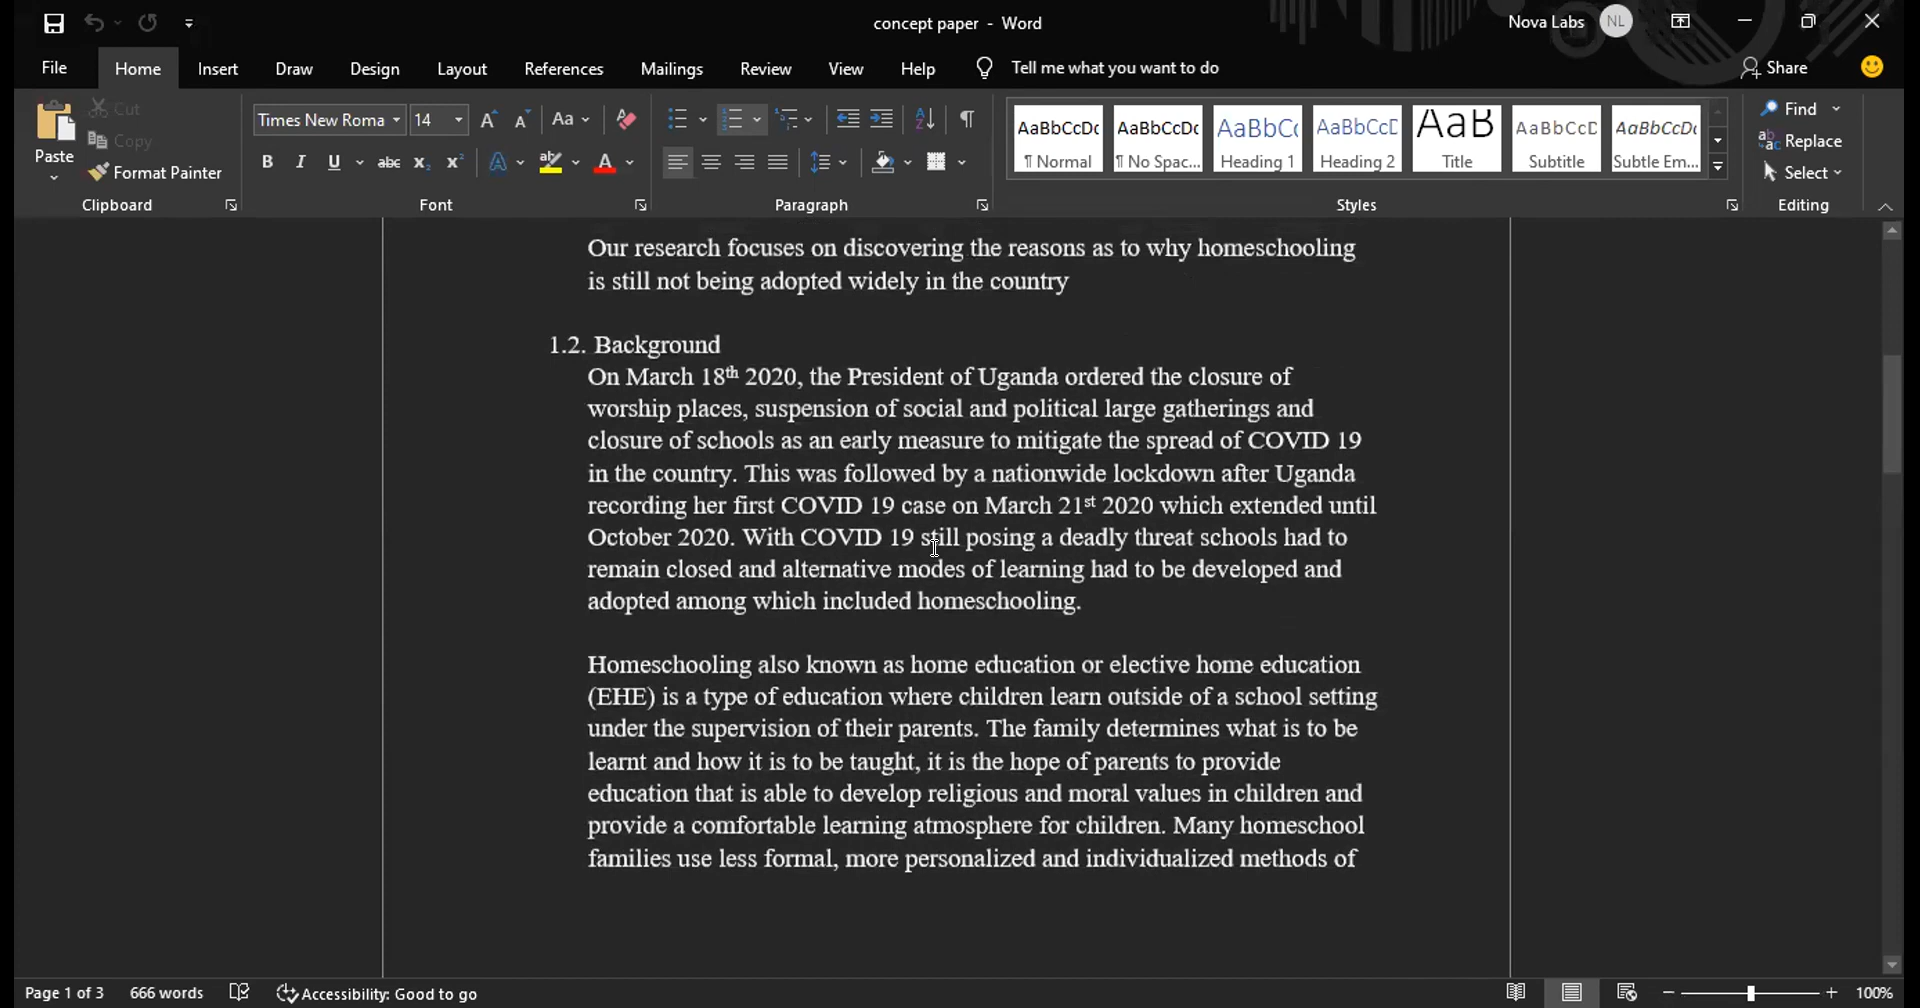 concept paper - Word
Nova Labs NL
File Home Insert Draw Design Layout References Mailings Review View Help Tell me what you want to do Share
Paste
Cut
Copy
Format Painter
Clipboard
Times New Roma 14
Aa
B I U abc x₂ x² A A
Font
Paragraph
AaBbCcDc AaBbCcDc AaBbCc AaBbCcC AaB AaBbCcD AaBbCcDc
¶ Normal ¶ No Spac... Heading 1 Heading 2 Title Subtitle Subtle Em...
Styles
Find
Replace
Select
Editing
Our research focuses on discovering the reasons as to why homeschooling
is still not being adopted widely in the country
1.2. Background
On March 18th 2020, the President of Uganda ordered the closure of
worship places, suspension of social and political large gatherings and
closure of schools as an early measure to mitigate the spread of COVID 19
in the country. This was followed by a nationwide lockdown after Uganda
recording her first COVID 19 case on March 21st 2020 which extended until
October 2020. With COVID 19 still posing a deadly threat schools had to
remain closed and alternative modes of learning had to be developed and
adopted among which included homeschooling.
Homeschooling also known as home education or elective home education
(EHE) is a type of education where children learn outside of a school setting
under the supervision of their parents. The family determines what is to be
learnt and how it is to be taught, it is the hope of parents to provide
education that is able to develop religious and moral values in children and
provide a comfortable learning atmosphere for children. Many homeschool
families use less formal, more personalized and individualized methods of
Page 1 of 3 666 words Accessibility: Good to go 100%